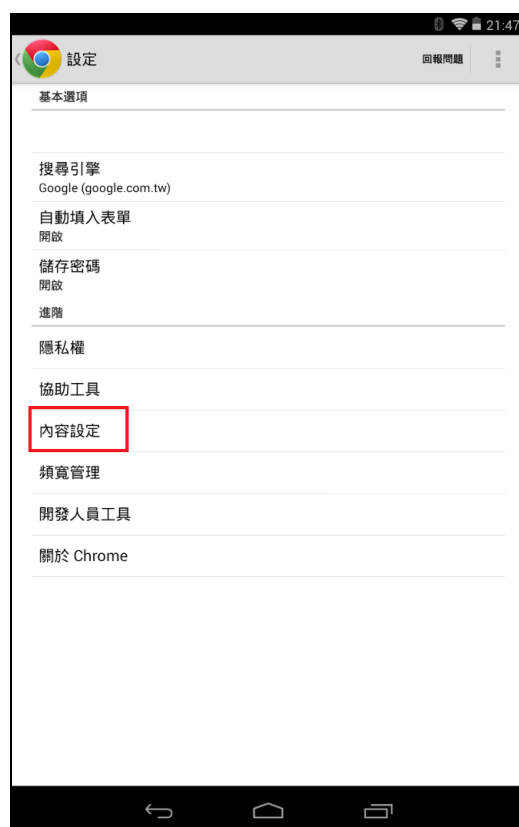 21:47
設定
回報問題
基本選項
搜尋引擎
Google (google.com.tw)
自動填入表單
開啟
儲存密碼
開啟
進階
隱私權
協助工具
內容設定
頻寬管理
開發人員工具
關於 Chrome